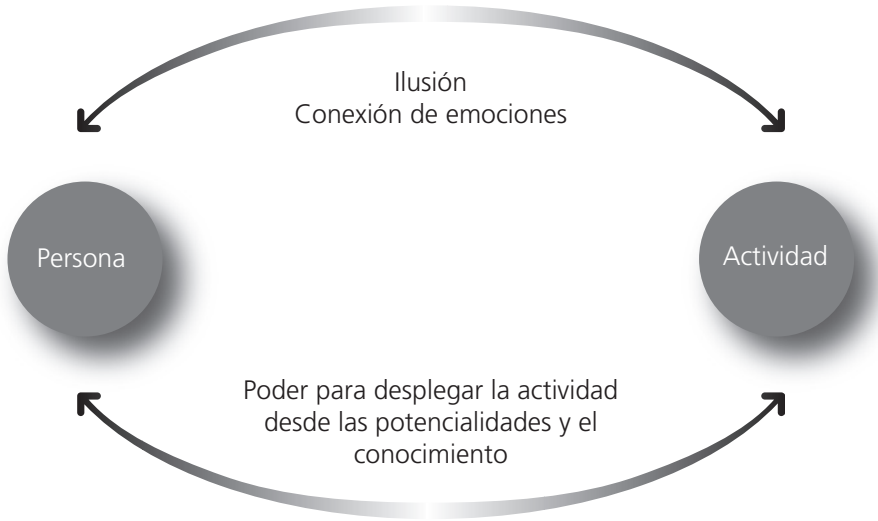 Ilusión
Conexión de emociones
Persona
Actividad
Poder para desplegar la actividad
desde las potencialidades y el
conocimiento